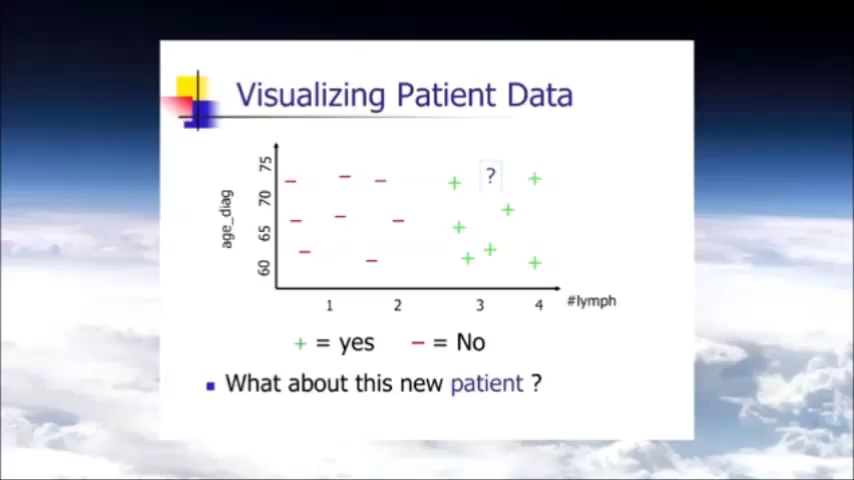 Visualizing Patient Data
75
70
65
60
age_diag
?
1 2 3 4 #lymph
+ = yes − = No
What about this new patient ?